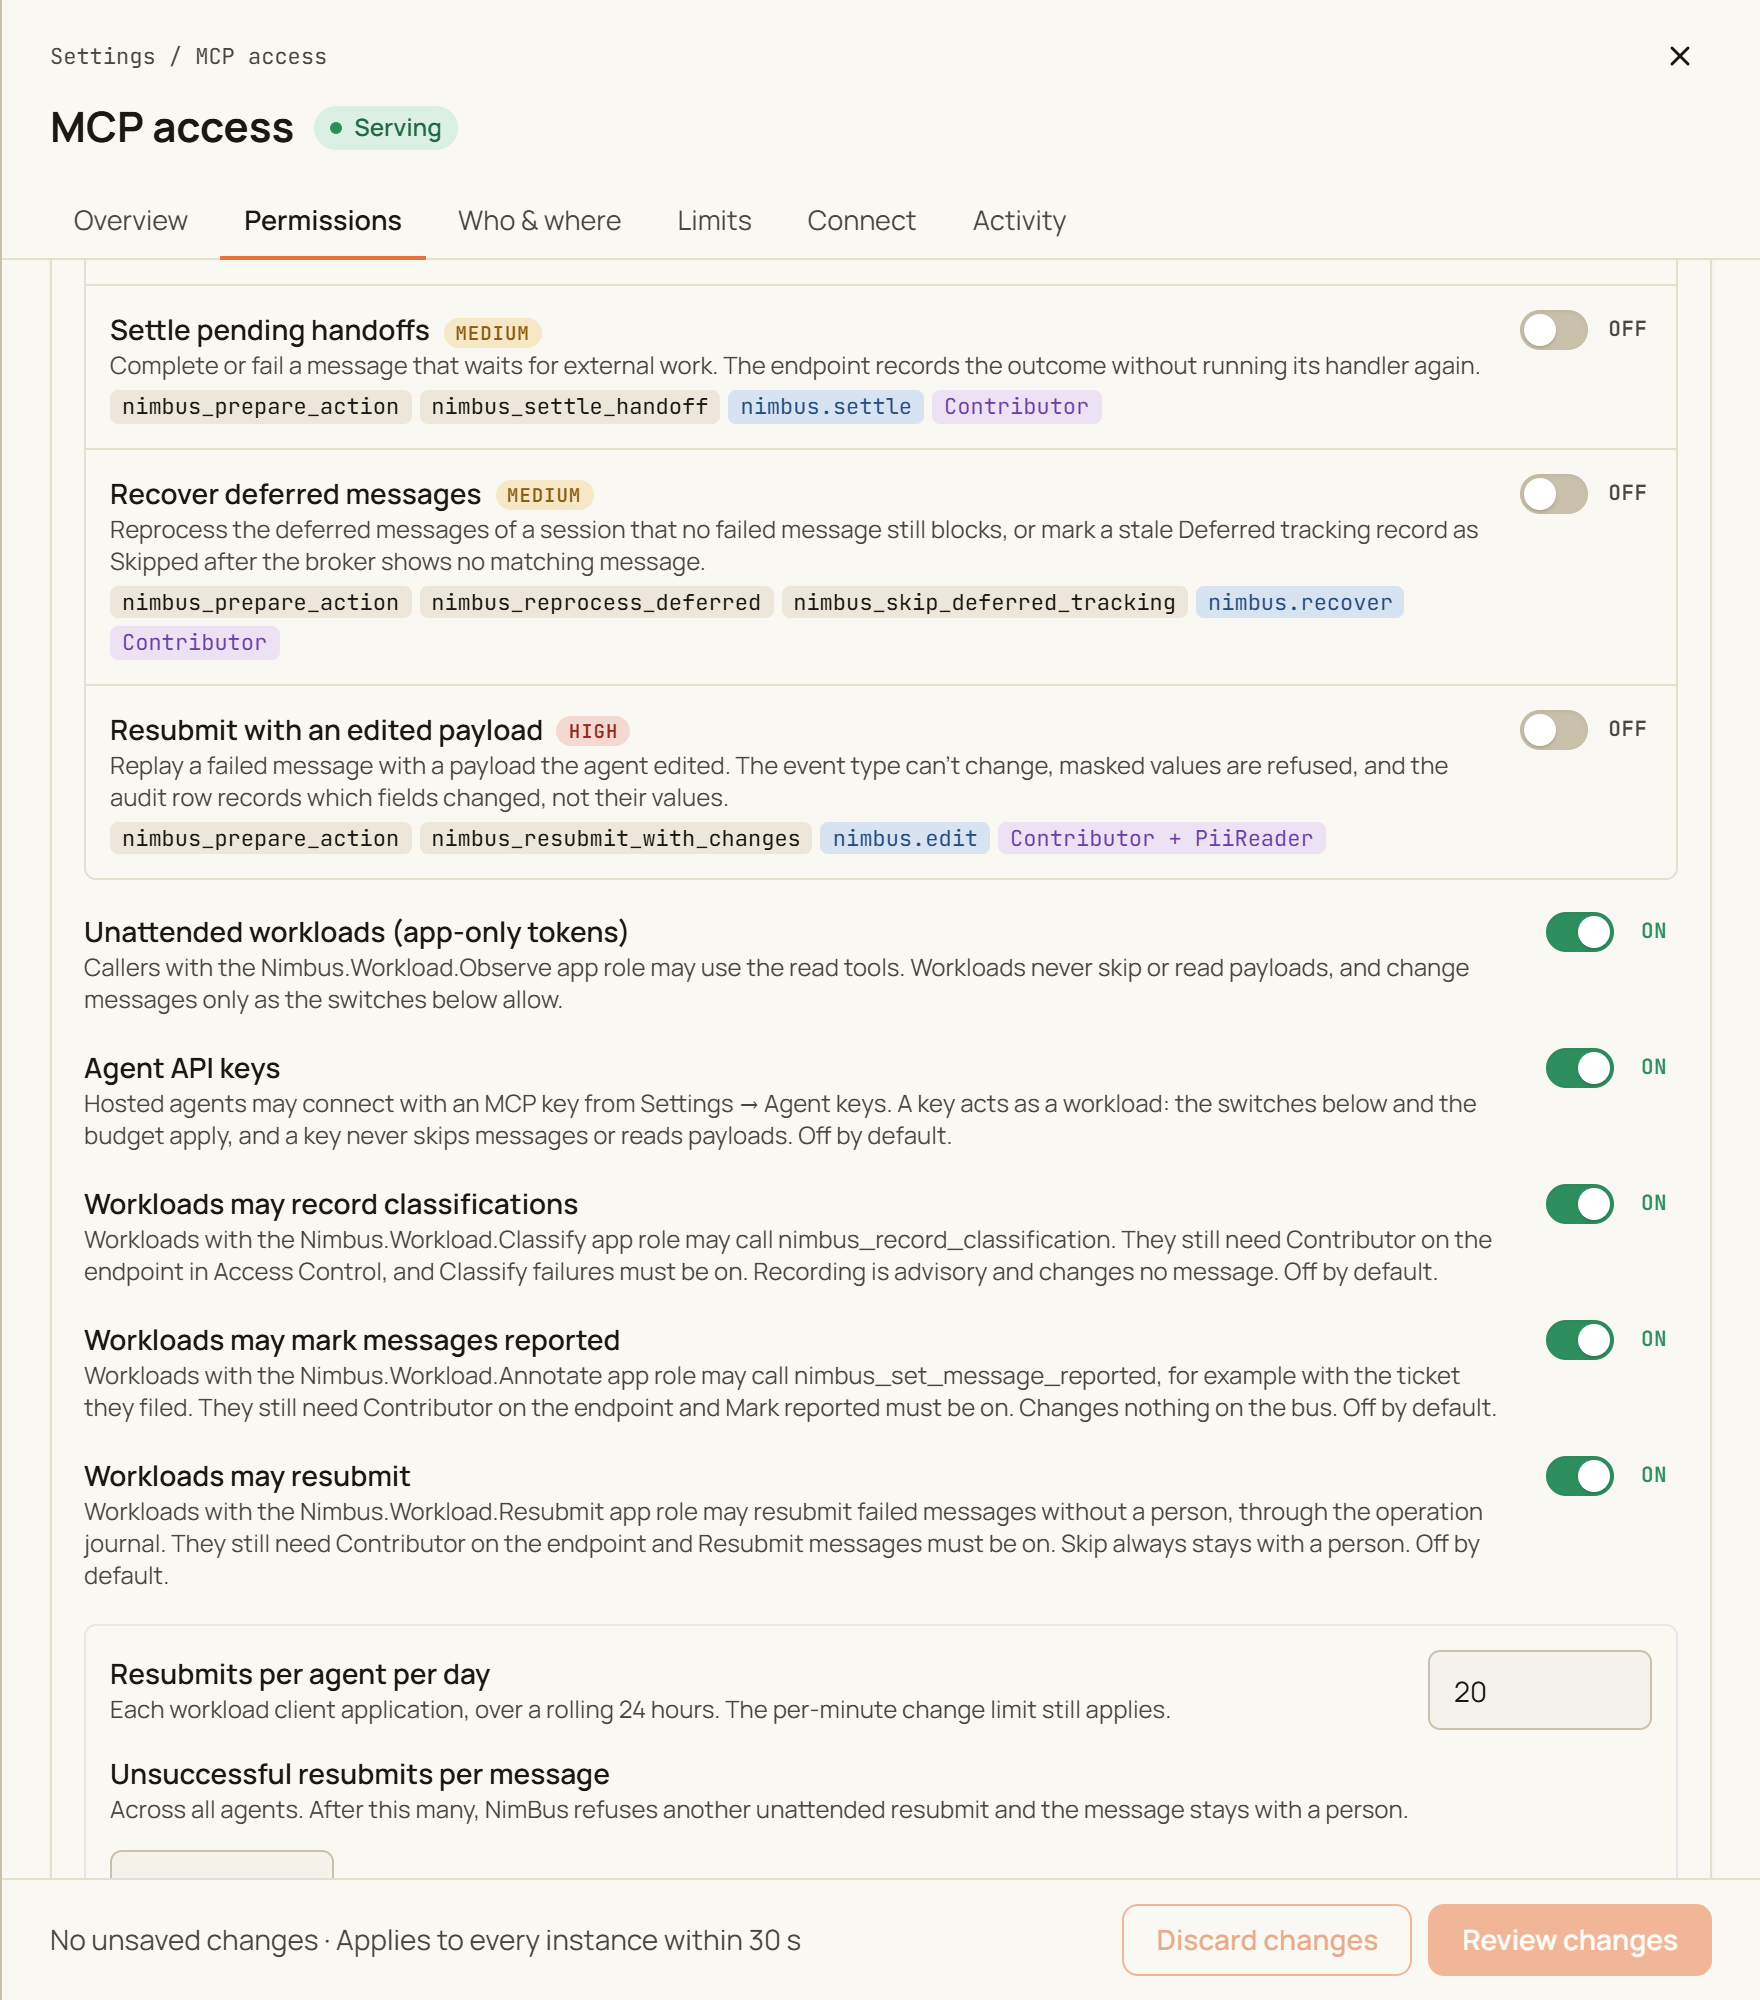 Settings / MCP access
MCP access
Serving
Overview Permissions Who & where Limits Connect Activity
Settle pending handoffs MEDIUM OFF
Complete or fail a message that waits for external work. The endpoint records the outcome without running its handler again.
nimbus_prepare_action nimbus_settle_handoff nimbus.settle Contributor
Recover deferred messages MEDIUM OFF
Reprocess the deferred messages of a session that no failed message still blocks, or mark a stale Deferred tracking record as
Skipped after the broker shows no matching message.
nimbus_prepare_action nimbus_reprocess_deferred nimbus_skip_deferred_tracking nimbus.recover
Contributor
Resubmit with an edited payload HIGH OFF
Replay a failed message with a payload the agent edited. The event type can’t change, masked values are refused, and the
audit row records which fields changed, not their values.
nimbus_prepare_action nimbus_resubmit_with_changes nimbus.edit Contributor + PiiReader
Unattended workloads (app-only tokens) ON
Callers with the Nimbus.Workload.Observe app role may use the read tools. Workloads never skip or read payloads, and change
messages only as the switches below allow.
Agent API keys ON
Hosted agents may connect with an MCP key from Settings → Agent keys. A key acts as a workload: the switches below and the
budget apply, and a key never skips messages or reads payloads. Off by default.
Workloads may record classifications ON
Workloads with the Nimbus.Workload.Classify app role may call nimbus_record_classification. They still need Contributor on the
endpoint in Access Control, and Classify failures must be on. Recording is advisory and changes no message. Off by default.
Workloads may mark messages reported ON
Workloads with the Nimbus.Workload.Annotate app role may call nimbus_set_message_reported, for example with the ticket
they filed. They still need Contributor on the endpoint and Mark reported must be on. Changes nothing on the bus. Off by default.
Workloads may resubmit ON
Workloads with the Nimbus.Workload.Resubmit app role may resubmit failed messages without a person, through the operation
journal. They still need Contributor on the endpoint and Resubmit messages must be on. Skip always stays with a person. Off by
default.
Resubmits per agent per day 20
Each workload client application, over a rolling 24 hours. The per-minute change limit still applies.
Unsuccessful resubmits per message
Across all agents. After this many, NimBus refuses another unattended resubmit and the message stays with a person.
No unsaved changes · Applies to every instance within 30 s
Discard changes Review changes